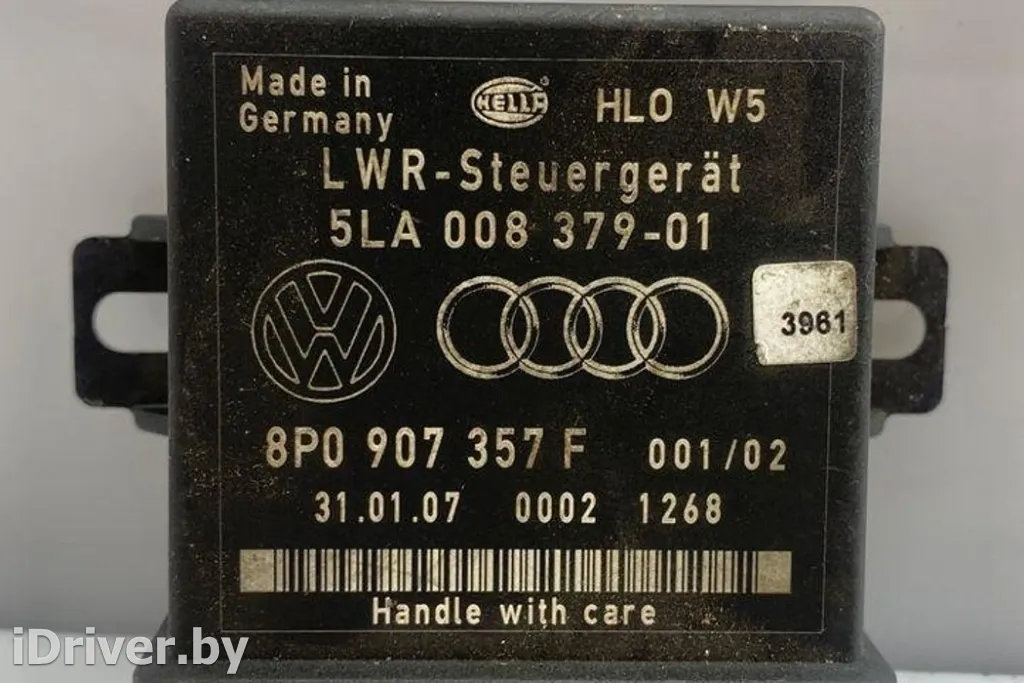 Made in
Germany
HELLA
HLO W5
LWR-Steuergerät
5LA 008 379-01
3961
8P0 907 357 F 001/02
31.01.07 0002 1268
Handle with care
iDriver.by